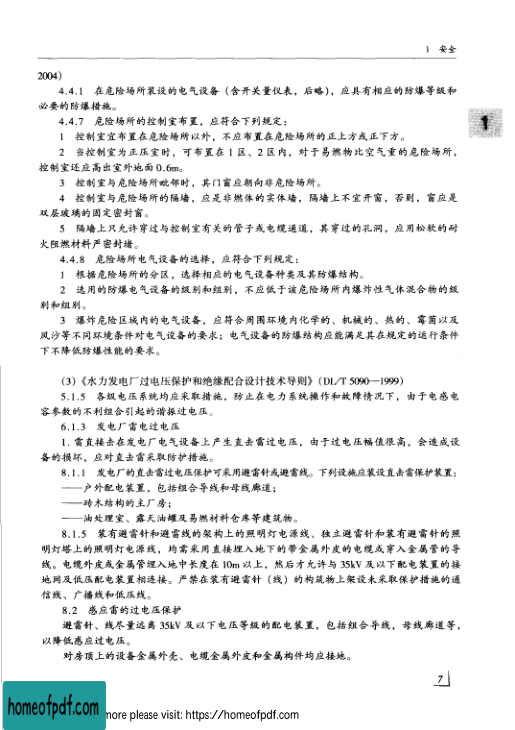 1 安全
2004）
4.4.1 在危险场所装设的电气设备（含开关量仪表，后略），应具有相应的防爆等级和
必要的防爆措施。
4.4.7 危险场所的控制室布置，应符合下列规定：
1
1 控制室宜布置在危险场所以外，不应布置在危险场所的正上方或正下方。
2 当控制室为正压室时，可布置在1区、2区内，对于易燃物比空气重的危险场所，
控制室还应高出室外地面0.6m。
3 控制室与危险场所毗邻时，其门窗应朝向非危险场所。
4 控制室与危险场所的隔墙，应是非燃体的实体墙，隔墙上不宜开窗，否则，窗应是
双层玻璃的固定密封窗。
5 隔墙上只允许穿过与控制室有关的管子或电缆通道，其穿过的孔洞，应用松软的耐
火阻燃材料严密封堵。
4.4.8 危险场所电气设备的选择，应符合下列规定：
1 根据危险场所的分区，选择相应的电气设备种类及其防爆结构。
2 选用的防爆电气设备的级别和组别，不应低于该危险场所内爆炸性气体混合物的级
别和组别。
3 爆炸危险区域内的电气设备，应符合周围环境内化学的、机械的、热的、霉菌以及
风沙等不同环境条件对电气设备的要求；电气设备的防爆结构应能满足其在规定的运行条件
下不降低防爆性能的要求。
（3）《水力发电厂过电压保护和绝缘配合设计技术导则》（DL/T 5090—1999）
5.1.5 各级电压系统均应采取措施，防止在电力系统操作和故障情况下，由于电感电
容参数的不利组合引起的谐振过电压。
6.1.3 发电厂雷电过电压
1. 雷直接击在发电厂电气设备上产生直击雷过电压，由于过电压幅值很高，会造成设
备的损坏，应对直击雷采取防护措施。
8.1.1 发电厂的直击雷过电压保护可采用避雷针或避雷线。下列设施应装设直击雷保护装置：
——户外配电装置，包括组合导线和母线廊道；
——砖木结构的主厂房；
——油处理室、露天油罐及易燃材料仓库等建筑物。
8.1.5 装有避雷针和避雷线的架构上的照明灯电源线、独立避雷针和装有避雷针的照
明灯塔上的照明灯电源线，均需采用直接埋入地下的带金属外皮的电缆或穿入金属管的导
线。电缆外皮或金属管埋入地中长度在10m以上，然后才允许与35kV及以下配电装置的接
地网及低压配电装置相连接。严禁在装有避雷针（线）的构筑物上架设未采取保护措施的通
信线、广播线和低压线。
8.2 感应雷的过电压保护
避雷针、线尽量远离35kV及以下电压等级的配电装置，包括组合导线，母线廊道等，
以降低感应过电压。
对房顶上的设备金属外壳、电缆金属外皮和金属构件均应接地。
7
homeofpdf.com
more please visit: https://homeofpdf.com